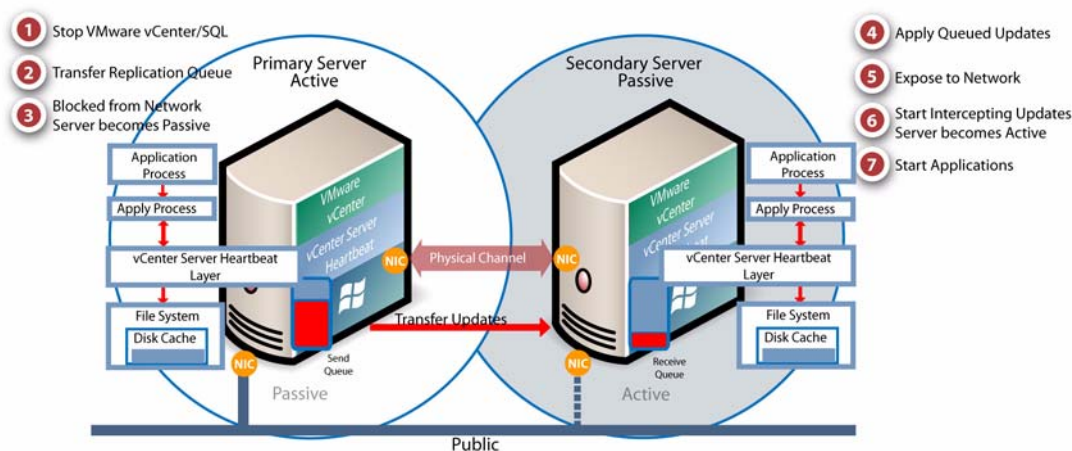 1 Stop VMware vCenter/SQL
2 Transfer Replication Queue
3 Blocked from Network
Server becomes Passive
Primary Server
Active
Secondary Server
Passive
4 Apply Queued Updates
5 Expose to Network
6 Start Intercepting Updates
Server becomes Active
7 Start Applications
Application
Process
Apply Process
vCenter Server Heartbeat
Layer
File System
Disk Cache
VMware
vCenter
vCenter Server
Heartbeat
NIC
Physical Channel
NIC
Transfer Updates
Send
Queue
NIC
Passive
VMware
vCenter
vCenter Server
Heartbeat
Application
Process
Apply Process
vCenter Server Heartbeat
Layer
File System
Disk Cache
Receive
Queue
NIC
Active
Public